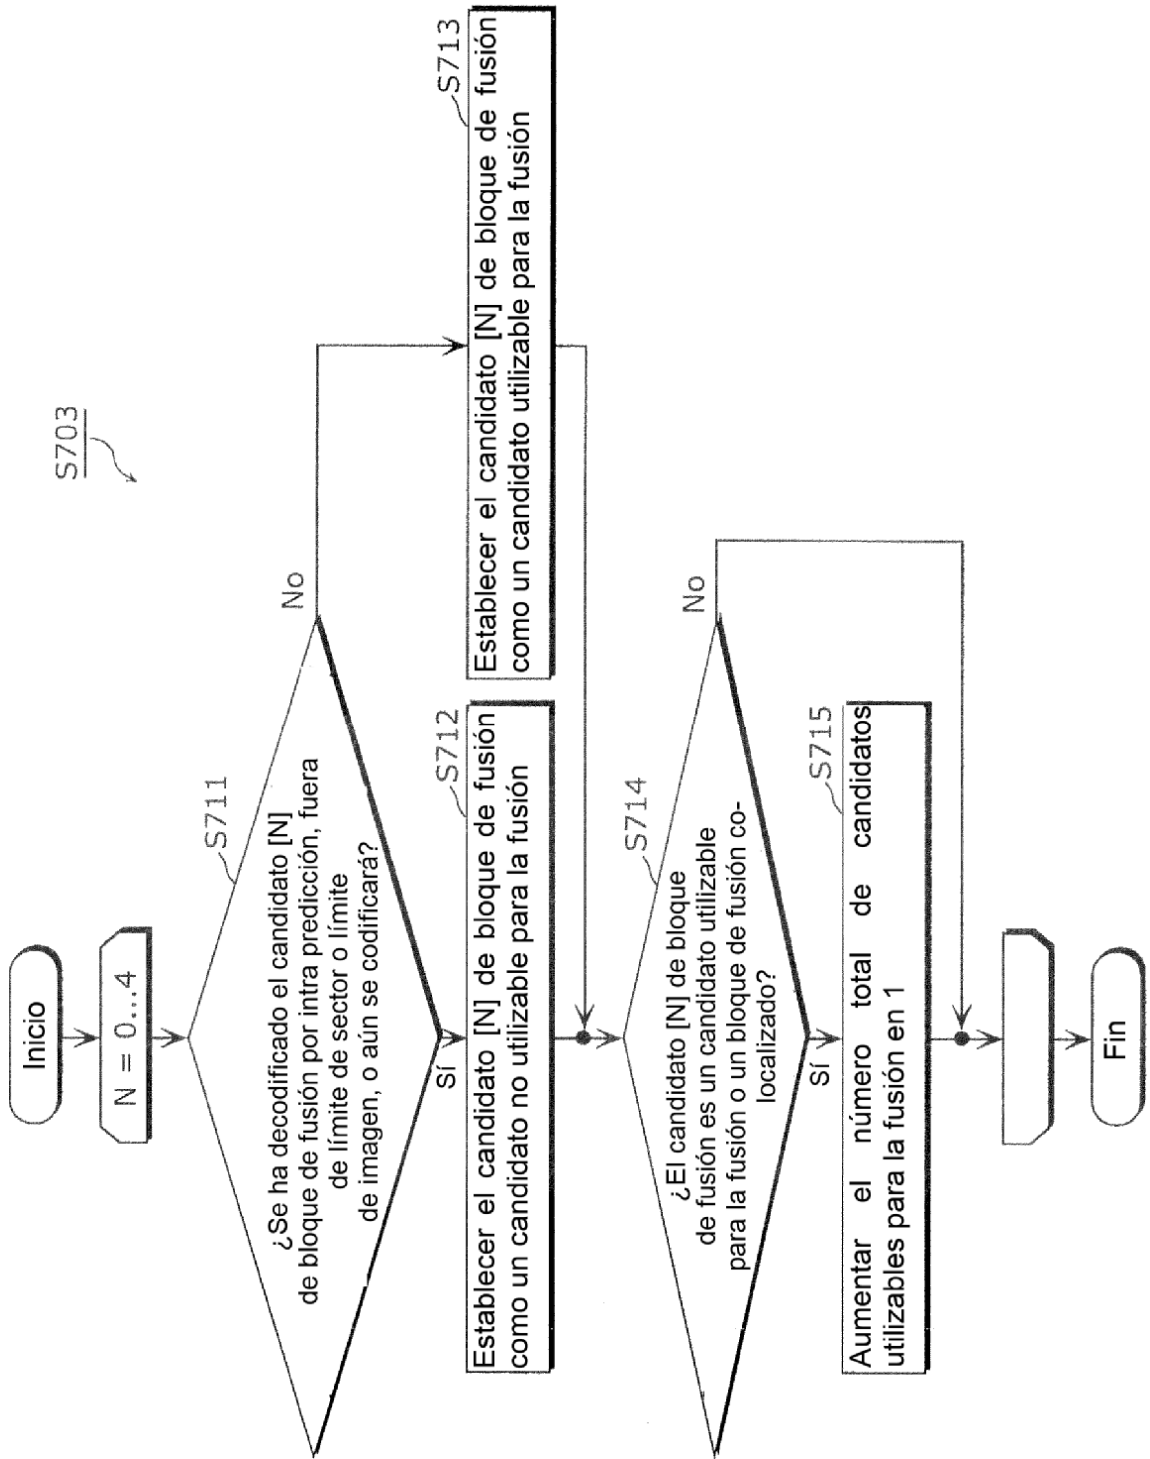 S703
Inicio
N = 0...4
S711
¿Se ha decodificado el candidato [N]
de bloque de fusión por intra predicción, fuera
de límite de sector o límite
de imagen, o aún se codificará?
No
Sí
S712
Establecer el candidato [N] de bloque de fusión
como un candidato no utilizable para la fusión
S713
Establecer el candidato [N] de bloque de fusión
como un candidato utilizable para la fusión
S714
¿El candidato [N] de bloque
de fusión es un candidato utilizable
para la fusión o un bloque de fusión co-
localizado?
No
Sí
S715
Aumentar el número total de candidatos
utilizables para la fusión en 1
Fin